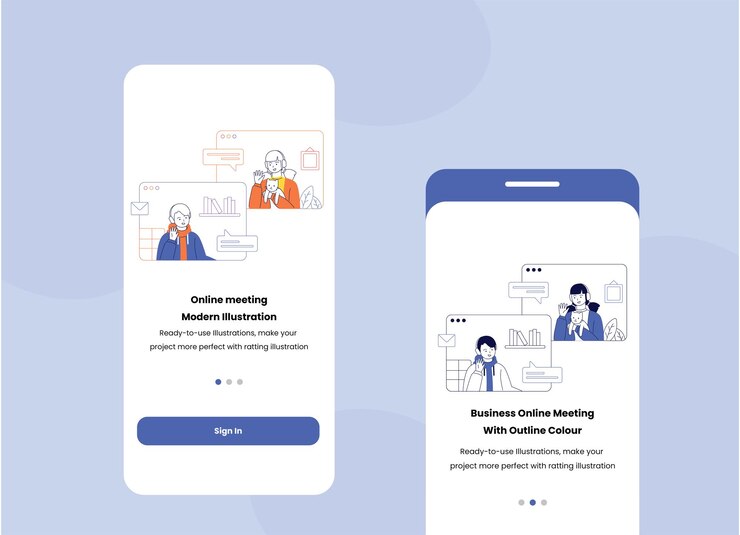 Online meeting
Modern Illustration
Ready-to-use Illustrations, make your
project more perfect with ratting illustration
Sign In
Business Online Meeting
With Outline Colour
Ready-to-use Illustrations, make your
project more perfect with ratting illustration